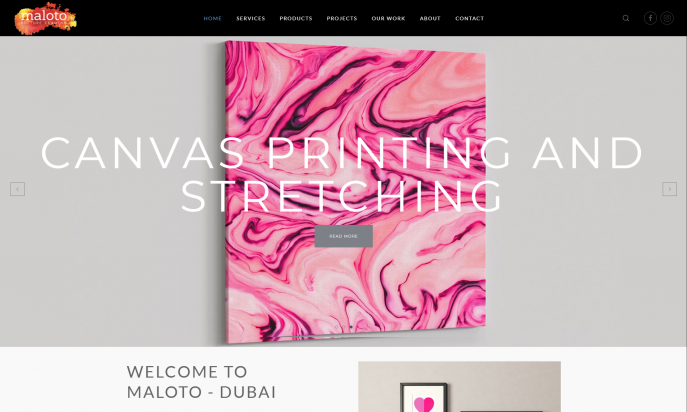 maloto
HOME SERVICES PRODUCTS PROJECTS OUR WORK ABOUT CONTACT
CANVAS PRINTING AND
STRETCHING
READ MORE
WELCOME TO
MALOTO - DUBAI